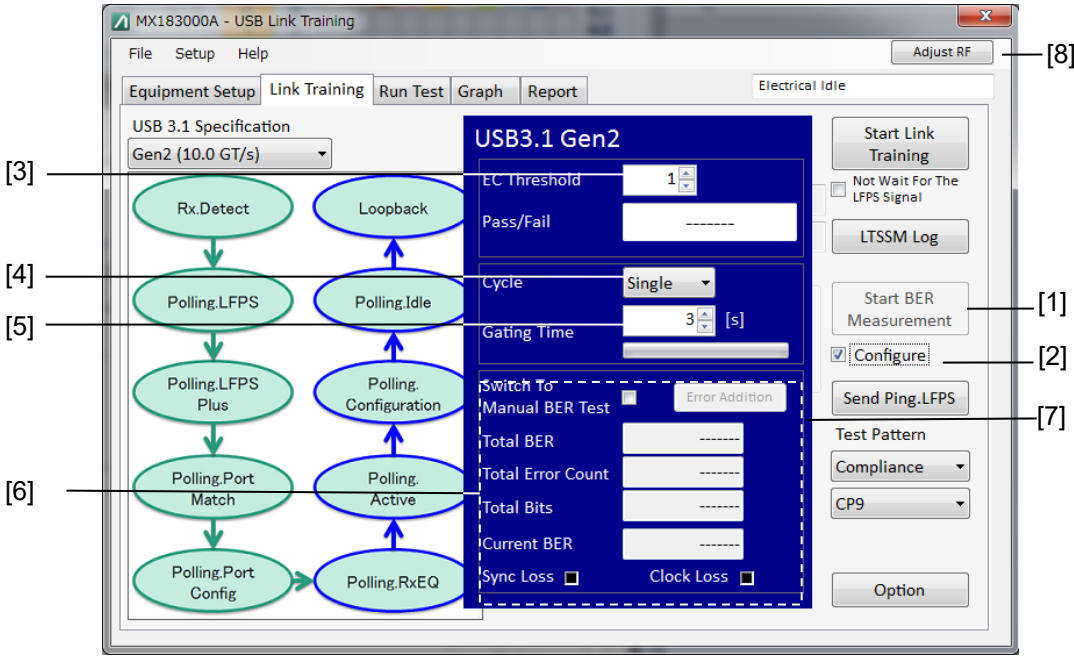 MX183000A - USB Link Training
x
File Setup Help
Adjust RF
[8]
Equipment Setup Link Training Run Test Graph Report
Electrical Idle
USB 3.1 Specification
Gen2 (10.0 GT/s)
[3]
Rx.Detect
Loopback
Polling.LFPS
Polling.Idle
Polling.LFPS
Plus
Polling.
Configuration
Polling.Port
Match
Polling.
Active
Polling.Port
Config
Polling.RxEQ
[4]
[5]
[6]
USB3.1 Gen2
EC Threshold 1
Pass/Fail -------
Cycle Single
Gating Time 3 [s]
Switch To
Manual BER Test
Error Addition
Total BER -------
Total Error Count -------
Total Bits -------
Current BER -------
Sync Loss Clock Loss
Start Link
Training
Not Wait For The
LFPS Signal
LTSSM Log
Start BER
Measurement
[1]
Configure
[2]
Send Ping.LFPS
[7]
Test Pattern
Compliance
CP9
Option